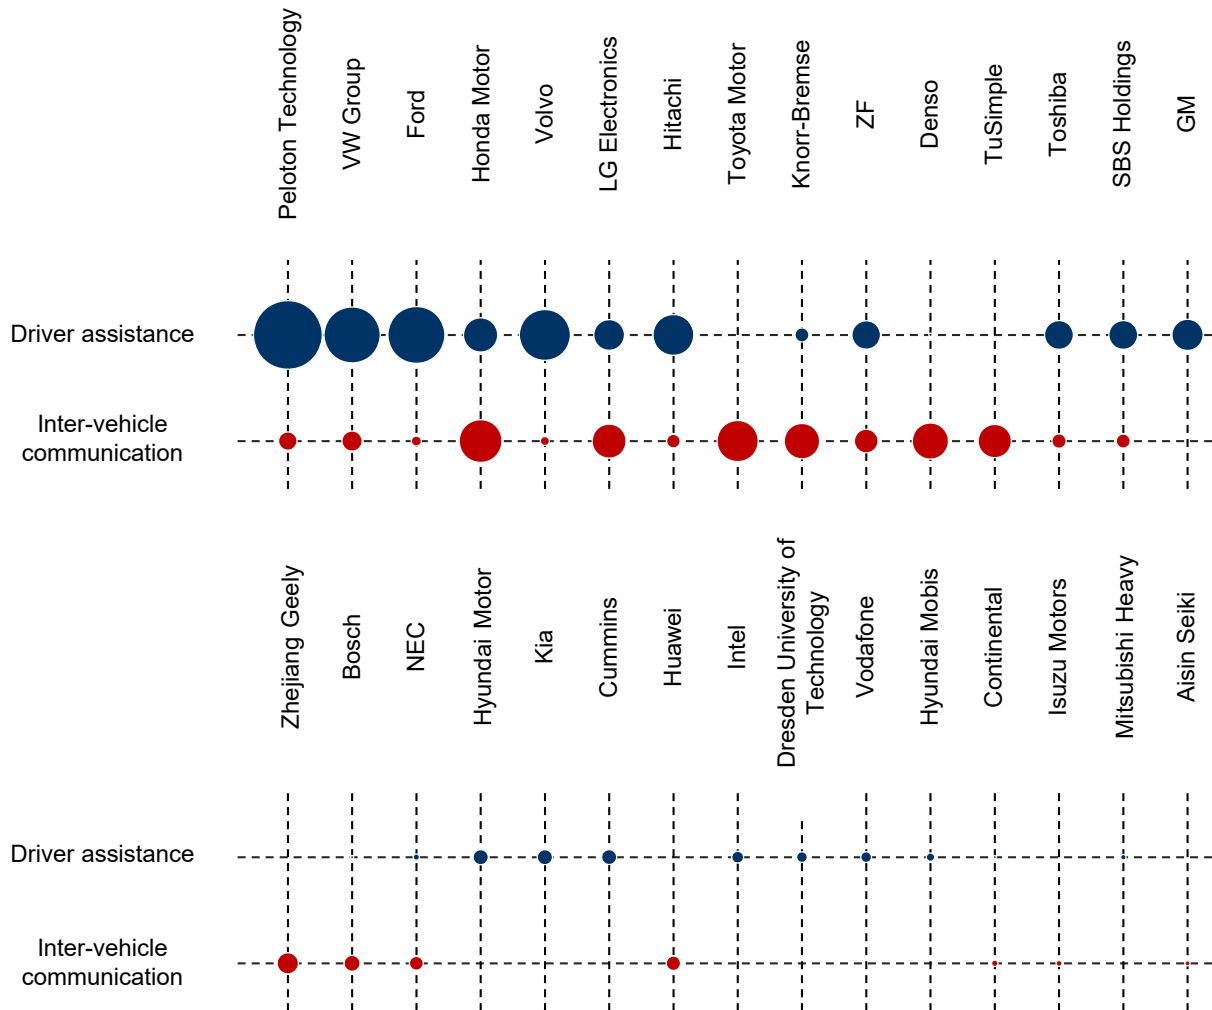 Peloton Technology
VW Group
Ford
Honda Motor
Volvo
LG Electronics
Hitachi
Toyota Motor
Knorr-Bremse
ZF
Denso
TuSimple
Toshiba
SBS Holdings
GM
Driver assistance
Inter-vehicle
communication
Zhejiang Geely
Bosch
NEC
Hyundai Motor
Kia
Cummins
Huawei
Intel
Dresden University of
Technology
Vodafone
Hyundai Mobis
Continental
Isuzu Motors
Mitsubishi Heavy
Aisin Seiki
Driver assistance
Inter-vehicle
communication